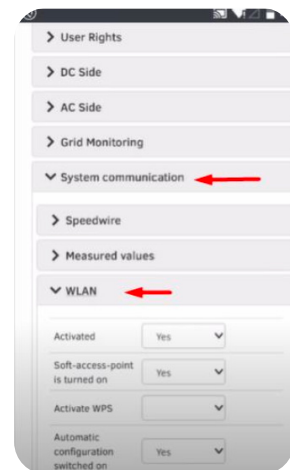 User Rights
DC Side
AC Side
Grid Monitoring
System communication
Speedwire
Measured values
WLAN
Activated Yes
Soft-access-point
is turned on Yes
Activate WPS
Automatic
configuration Yes
switched on